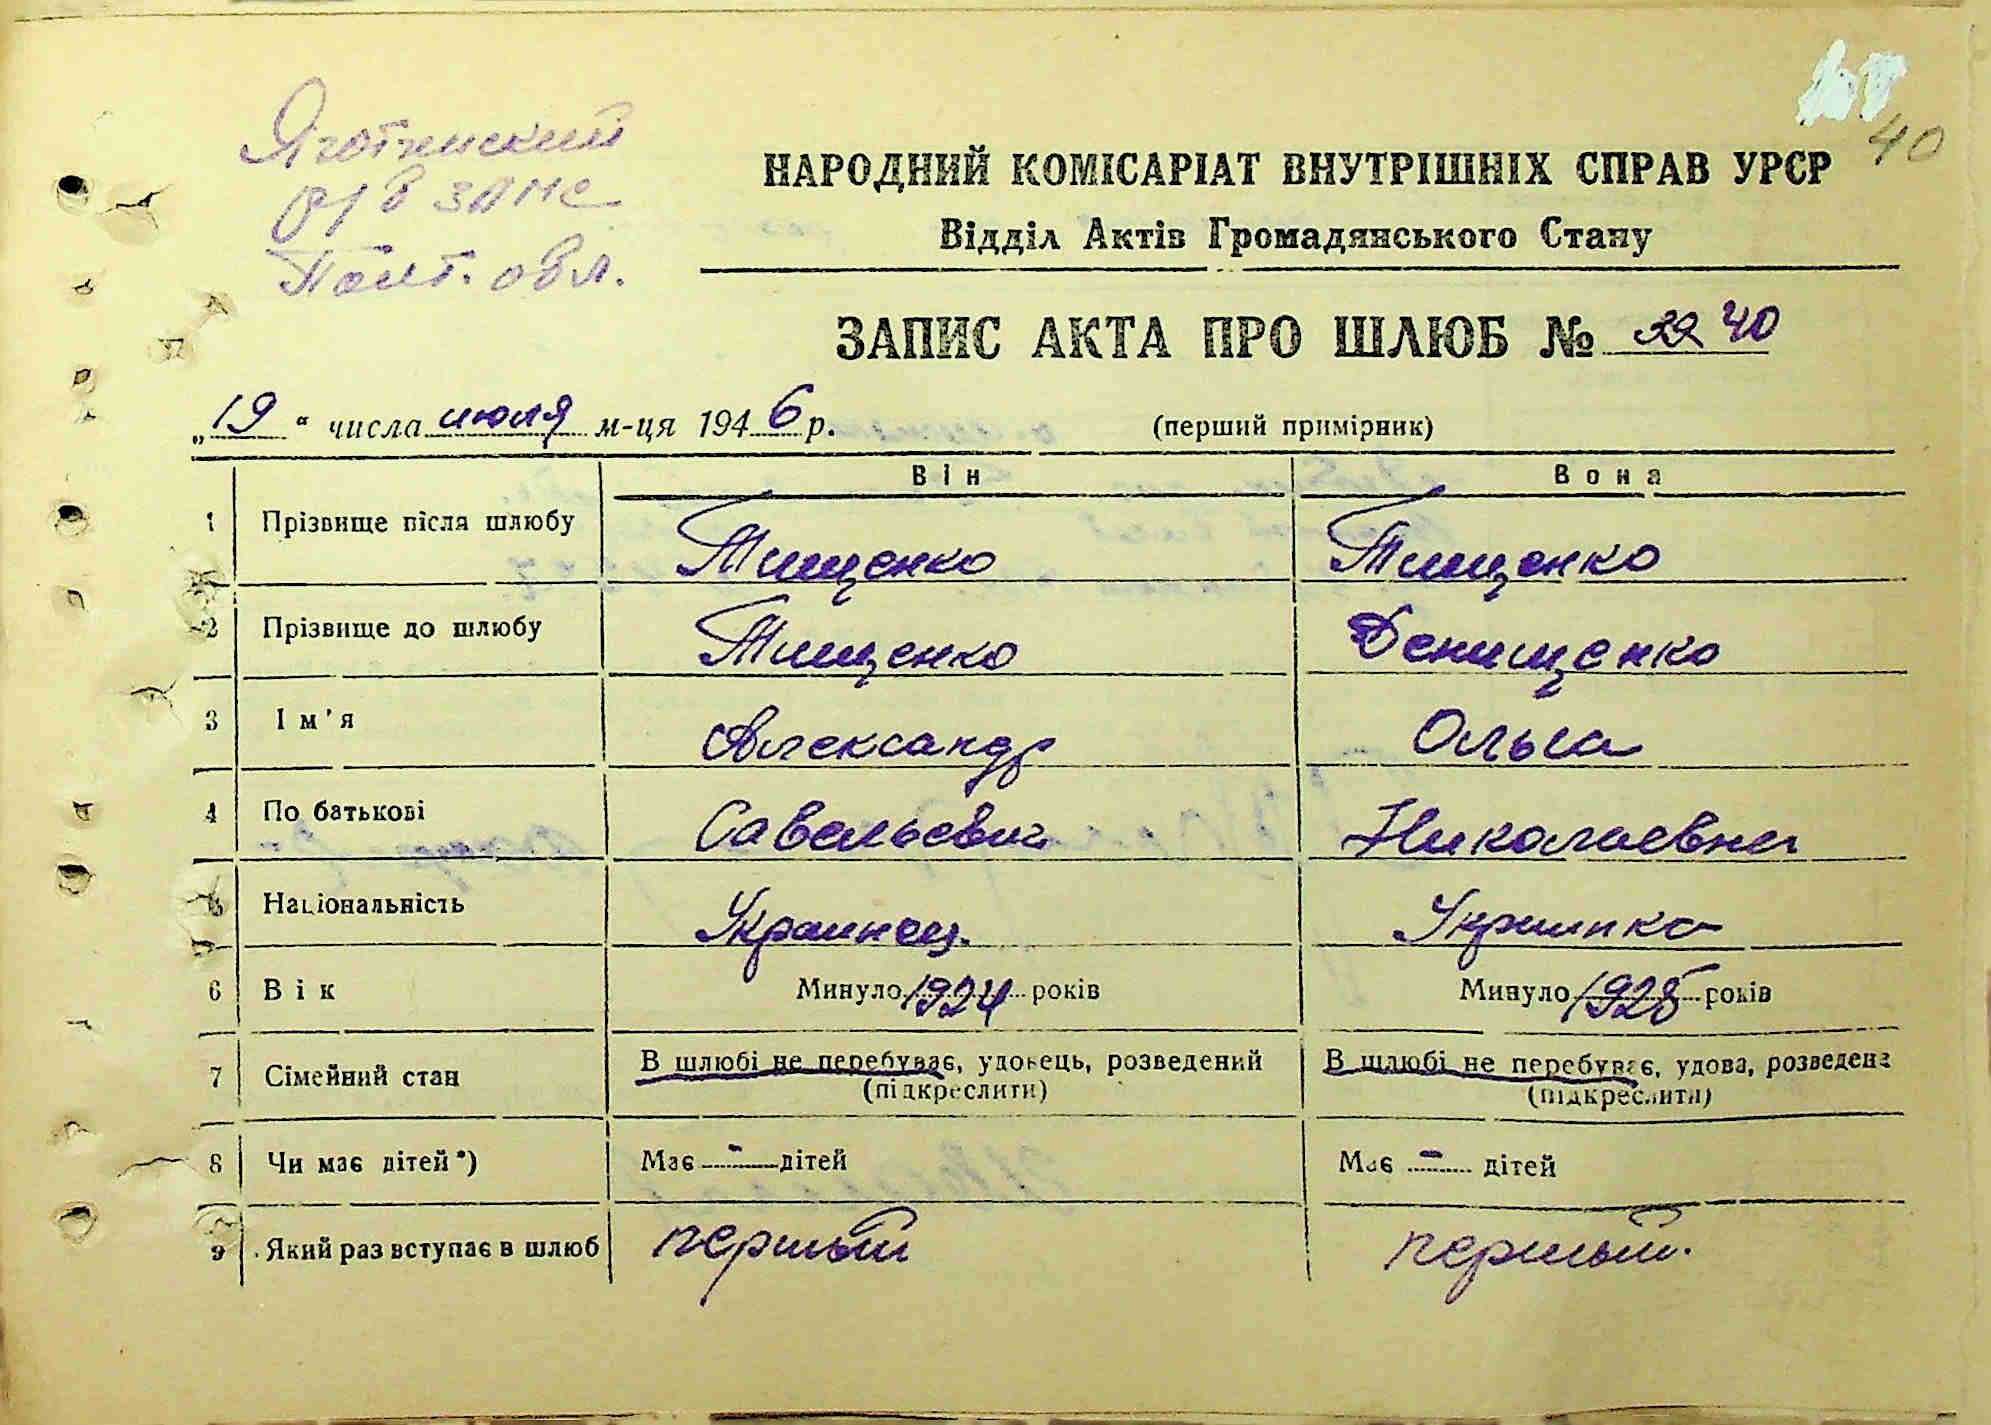 Яготинский
ЗАГС
Полт. обл.
40
НАРОДНИЙ КОМІСАРІАТ ВНУТРІШНІХ СПРАВ УРСР
Відділ Актів Громадянського Стану
ЗАПИС АКТА ПРО ШЛЮБ № 39 40
„19“ числа июля м-ця 1946 р. (перший примірник)
Він Вона
1 Прізвище після шлюбу Тищенко Тищенко
2 Прізвище до шлюбу Тищенко Денищенко
3 Ім'я Александр Ольга
4 По батькові Савельевич Николаевна
5 Національність Украинец Украинка
6 Вік Минуло 1924 років Минуло 1925 років
7 Сімейний стан В шлюбі не перебуває, удовець, розведений В шлюбі не перебуває, удова, розведена
(підкреслити) (підкреслити)
8 Чи має дітей*) Має - дітей Має - дітей
9 Який раз вступає в шлюб первый первый.